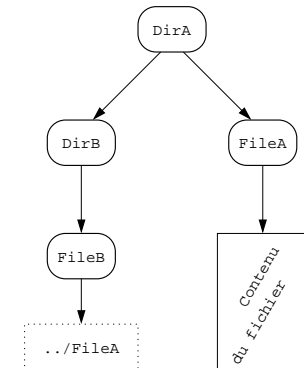 DirA
DirB
FileA
FileB
../FileA
Contenu
du fichier